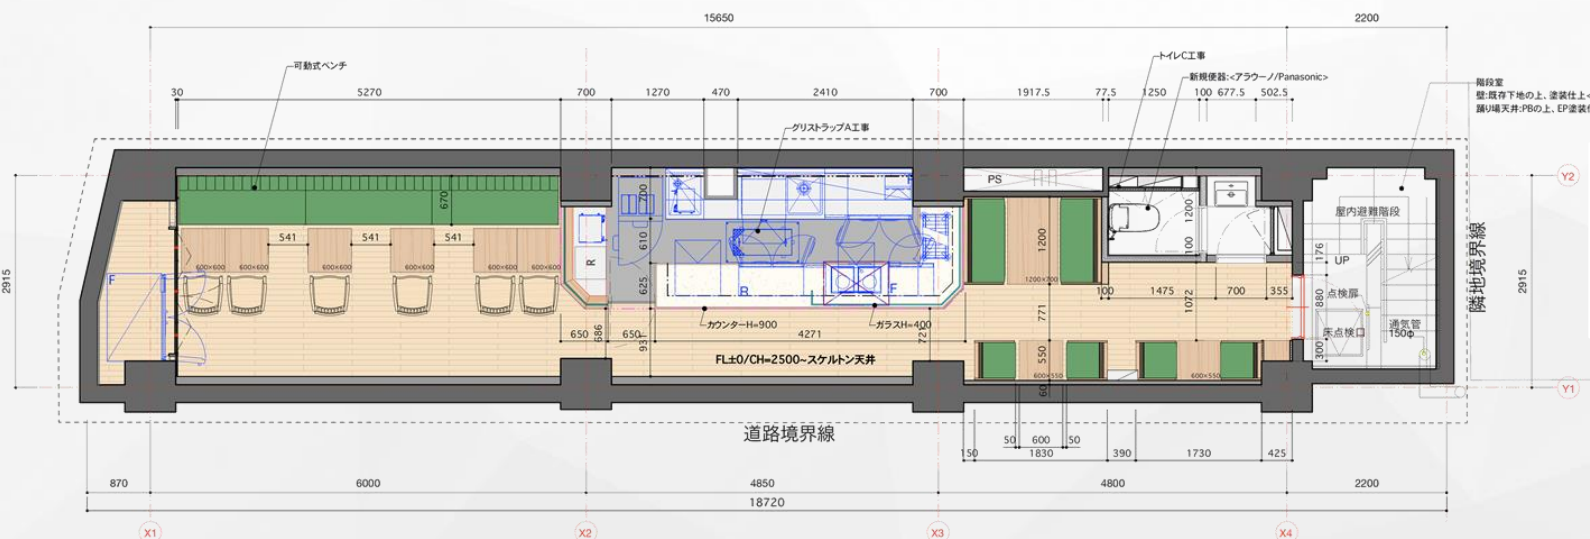 15650
2200
可動式ベンチ
トイレC工事
新規便器:<アラウーノ/Panasonic>
階段室
壁:既存下地の上、塗装仕上<
踊り場天井:PBの上、EP塗装仕
30
5270
700
1270
470
2410
700
1917.5
77.5
1250
100
677.5
502.5
グリストラップA工事
PS
Y2
670
700
1200
1200
屋内避難階段
541
541
541
610
100
176
600×600
600×600
600×600
600×600
600×600
600×600
R
UP
隣地境界線
2915
F
625
R
F
1200×700
100
1475
700
355
1072
880
点検扉
2915
カウンターH=900
ガラスH=400
771
床点検口
通気管
150φ
650
686
650
931
4271
FL±0/CH=2500~スケルトン天井
550
300
600×550
600×550
60
Y1
道路境界線
50
600
50
150
1830
390
1730
425
870
6000
4850
4800
2200
18720
X1
X2
X3
X4